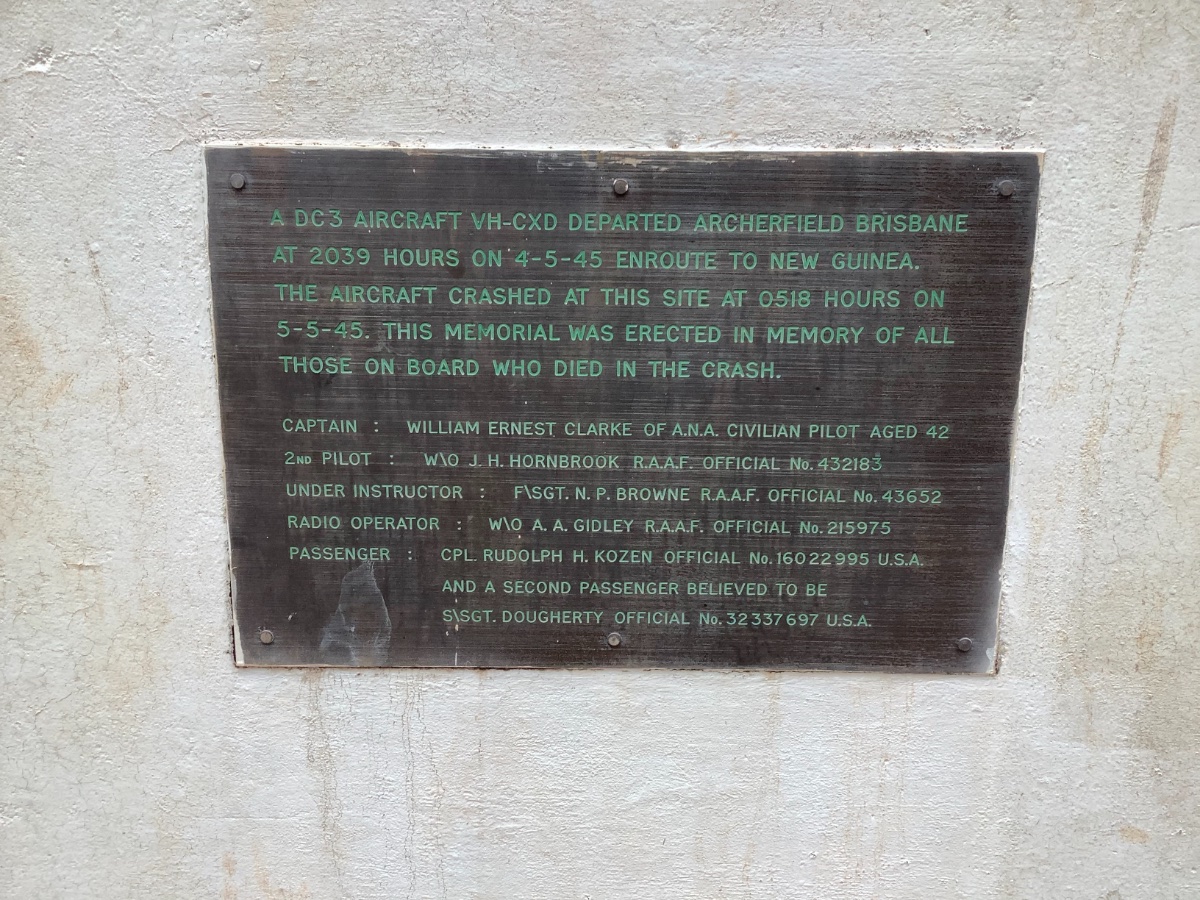 A DC3 AIRCRAFT VH-CXD DEPARTED ARCHERFIELD BRISBANE
AT 2039 HOURS ON 4-5-45 ENROUTE TO NEW GUINEA.
THE AIRCRAFT CRASHED AT THIS SITE AT 0518 HOURS ON
5-5-45. THIS MEMORIAL WAS ERECTED IN MEMORY OF ALL
THOSE ON BOARD WHO DIED IN THE CRASH.
CAPTAIN : WILLIAM ERNEST CLARKE OF A.N.A. CIVILIAN PILOT AGED 42
2ND PILOT : W\O J. H. HORNBROOK R.A.A.F. OFFICIAL No. 432183
UNDER INSTRUCTOR : F\SGT. N. P. BROWNE R.A.A.F. OFFICIAL No. 43652
RADIO OPERATOR : W\O A. A. GIDLEY R.A.A.F. OFFICIAL No. 215975
PASSENGER : CPL. RUDOLPH H. KOZEN OFFICIAL No. 16022995 U.S.A.
AND A SECOND PASSENGER BELIEVED TO BE
S\SGT. DOUGHERTY OFFICIAL No. 32337697 U.S.A.